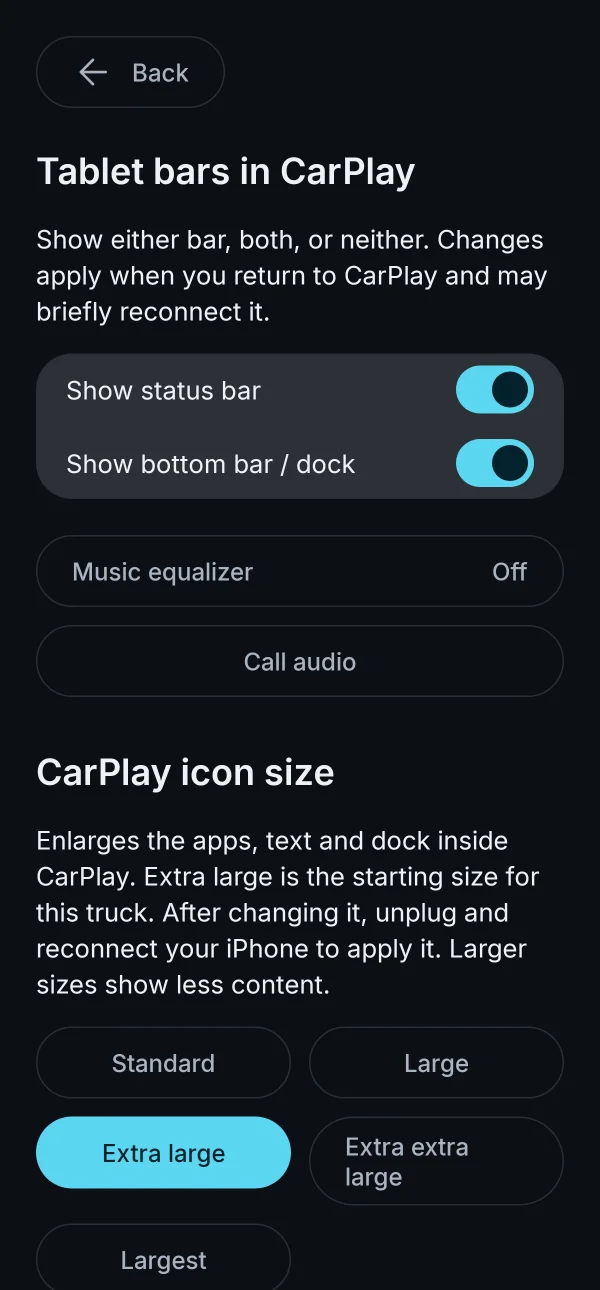 Back
Tablet bars in CarPlay
Show either bar, both, or neither. Changes
apply when you return to CarPlay and may
briefly reconnect it.
Show status bar
Show bottom bar / dock
Music equalizer Off
Call audio
CarPlay icon size
Enlarges the apps, text and dock inside
CarPlay. Extra large is the starting size for
this truck. After changing it, unplug and
reconnect your iPhone to apply it. Larger
sizes show less content.
Standard
Large
Extra large
Extra extra
large
Largest